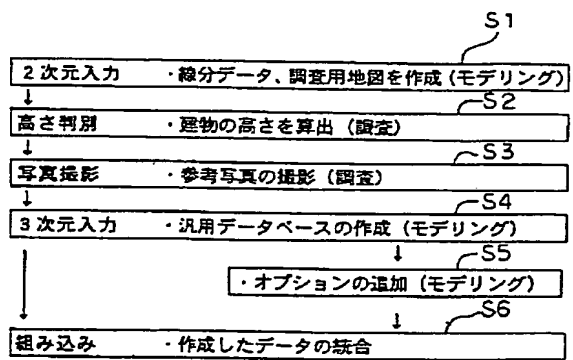 S1
2次元入力 ・線分データ、調査用地図を作成(モデリング)
↓
S2
高さ判別 ・建物の高さを算出(調査)
↓
S3
写真撮影 ・参考写真の撮影(調査)
↓
S4
3次元入力 ・汎用データベースの作成(モデリング)
↓ ↓
S5
・オプションの追加(モデリング)
↓
S6
組み込み ・作成したデータの統合